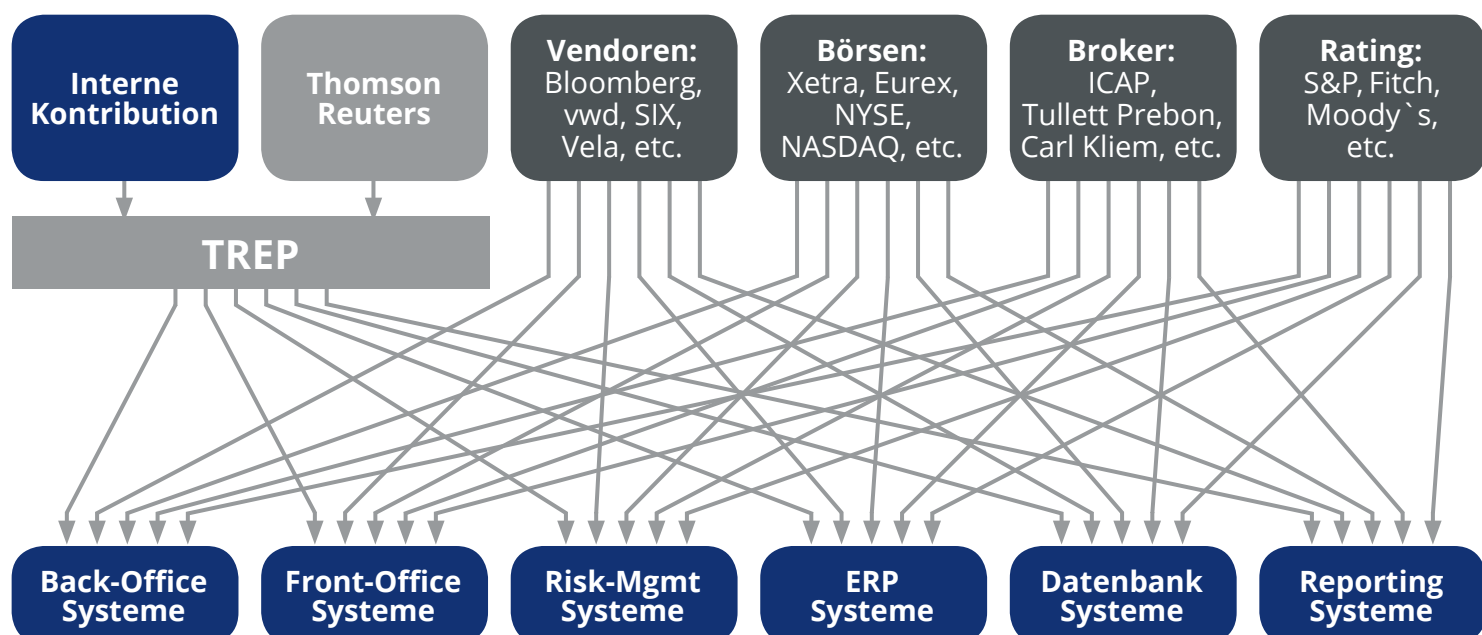 Interne
Kontribution
Thomson
Reuters
Vendoren:
Bloomberg,
vwd, SIX,
Vela, etc.
Börsen:
Xetra, Eurex,
NYSE,
NASDAQ, etc.
Broker:
ICAP,
Tullett Prebon,
Carl Kliem, etc.
Rating:
S&P, Fitch,
Moody`s,
etc.
TREP
Back-Office
Systeme
Front-Office
Systeme
Risk-Mgmt
Systeme
ERP
Systeme
Datenbank
Systeme
Reporting
Systeme